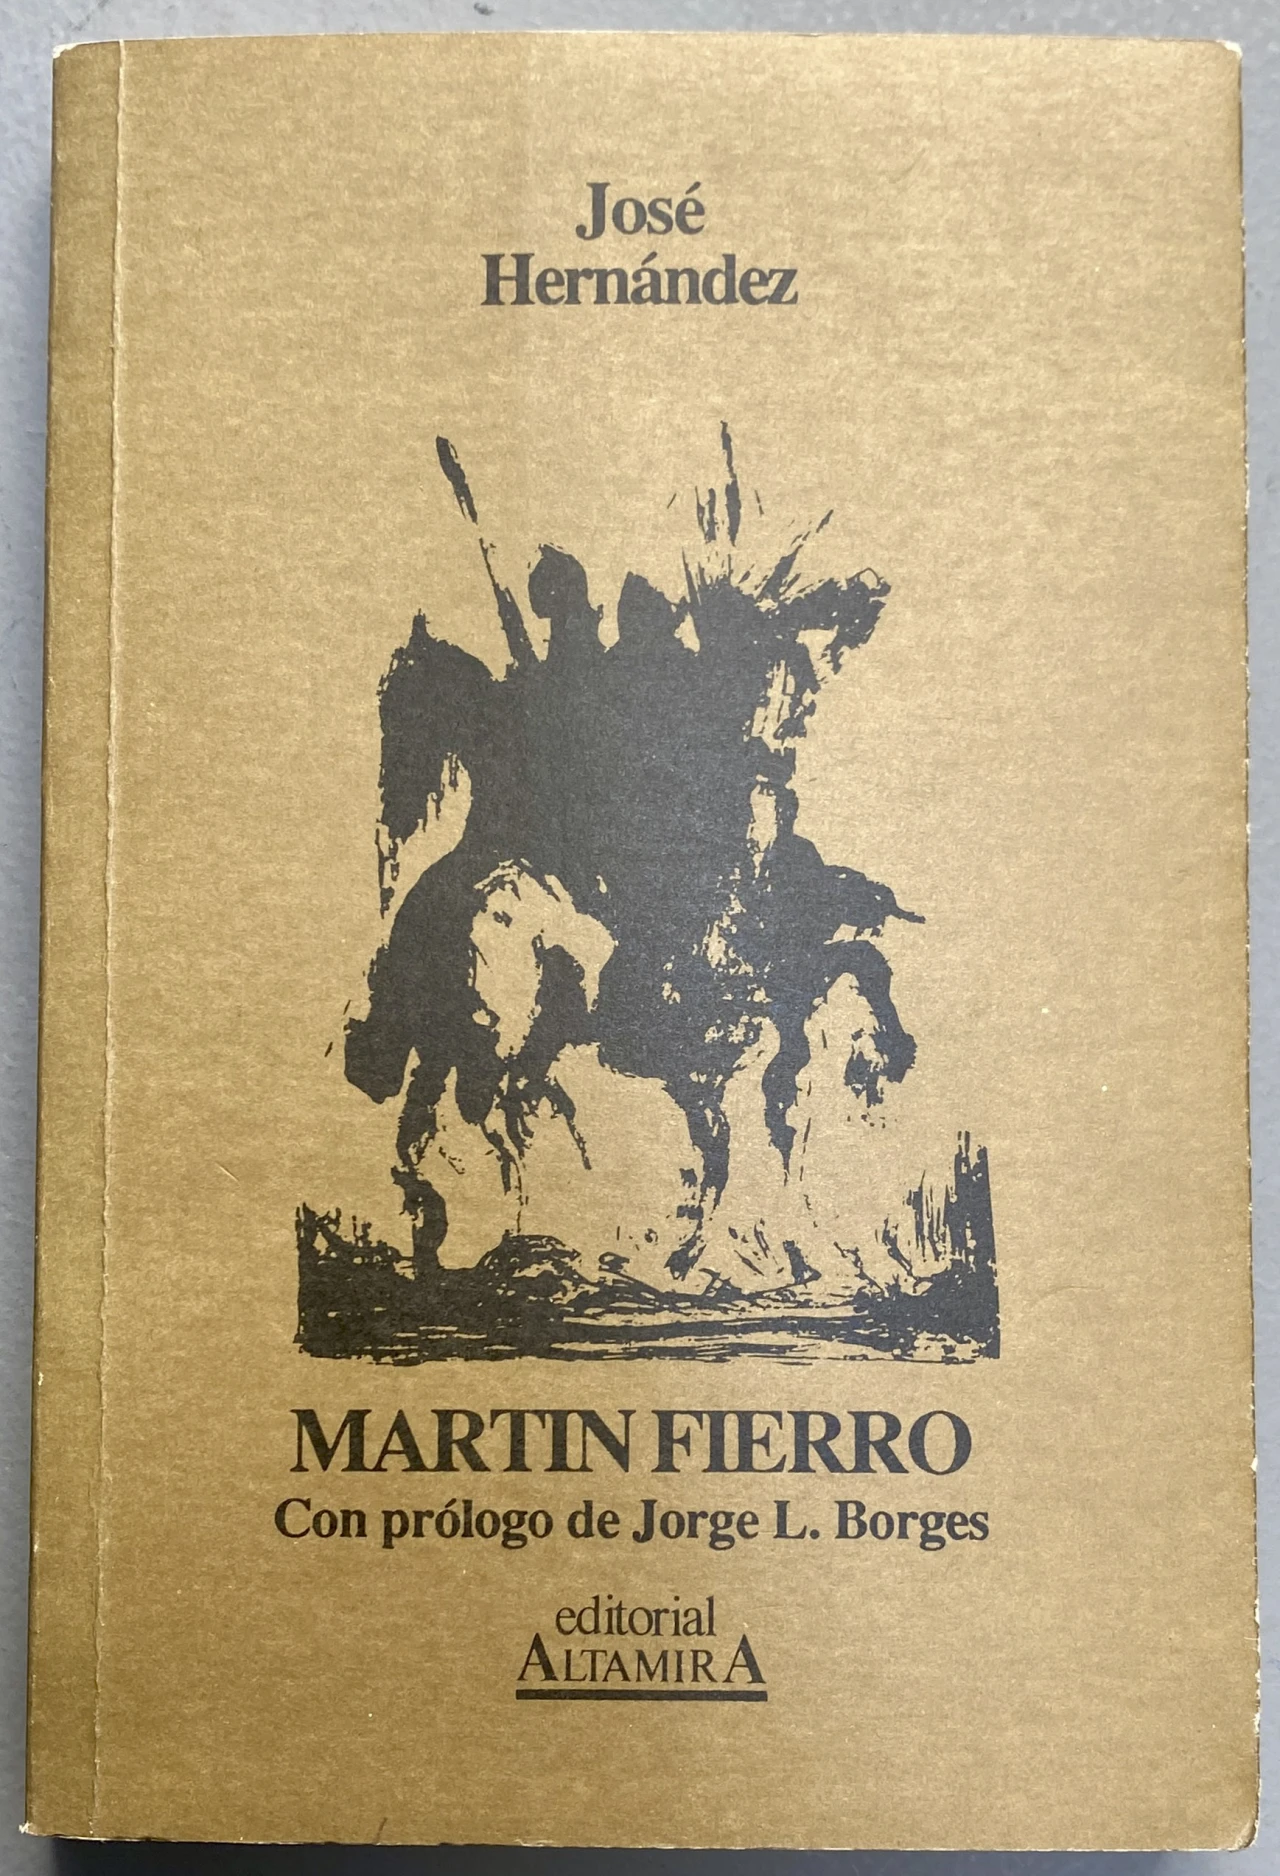 José
Hernández
MARTIN FIERRO
Con prólogo de Jorge L. Borges
editorial
ALTAMIRA